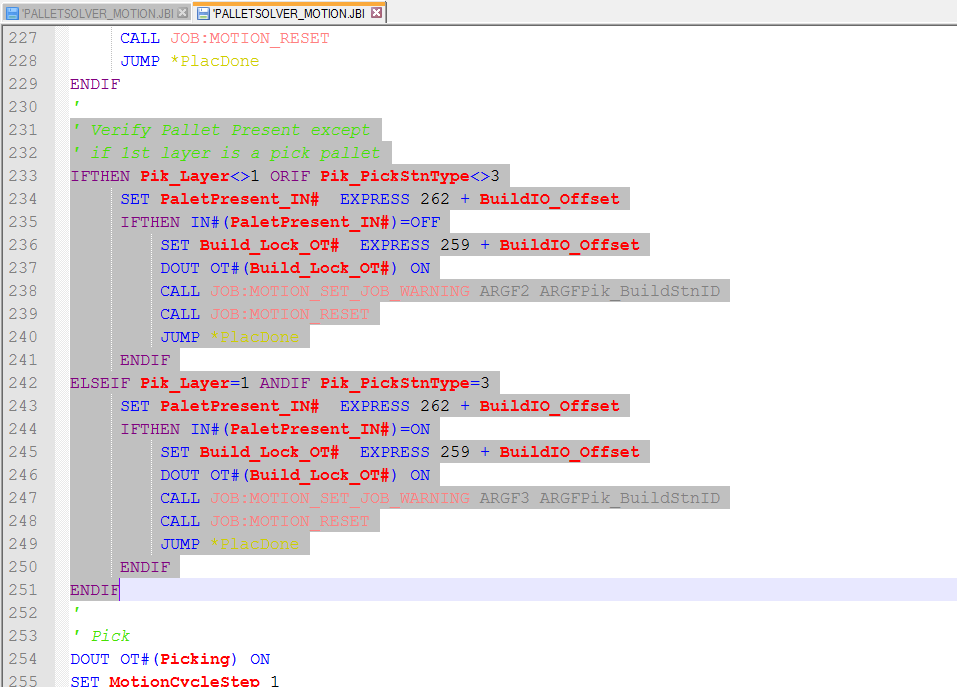 'PALLETSOLVER_MOTION.JBI 'PALLETSOLVER_MOTION.JBI
227 CALL JOB:MOTION_RESET
228 JUMP *PlacDone
229 ENDIF
230 '
231 ' Verify Pallet Present except
232 ' if 1st layer is a pick pallet
233 IFTHEN Pik_Layer<>1 ORIF Pik_PickStnType<>3
234 SET PaletPresent_IN# EXPRESS 262 + BuildIO_Offset
235 IFTHEN IN#(PaletPresent_IN#)=OFF
236 SET Build_Lock_OT# EXPRESS 259 + BuildIO_Offset
237 DOUT OT#(Build_Lock_OT#) ON
238 CALL JOB:MOTION_SET_JOB_WARNING ARGF2 ARGFPik_BuildStnID
239 CALL JOB:MOTION_RESET
240 JUMP *PlacDone
241 ENDIF
242 ELSEIF Pik_Layer=1 ANDIF Pik_PickStnType=3
243 SET PaletPresent_IN# EXPRESS 262 + BuildIO_Offset
244 IFTHEN IN#(PaletPresent_IN#)=ON
245 SET Build_Lock_OT# EXPRESS 259 + BuildIO_Offset
246 DOUT OT#(Build_Lock_OT#) ON
247 CALL JOB:MOTION_SET_JOB_WARNING ARGF3 ARGFPik_BuildStnID
248 CALL JOB:MOTION_RESET
249 JUMP *PlacDone
250 ENDIF
251 ENDIF
252 '
253 ' Pick
254 DOUT OT#(Picking) ON
255 SET MotionCycleStep 1